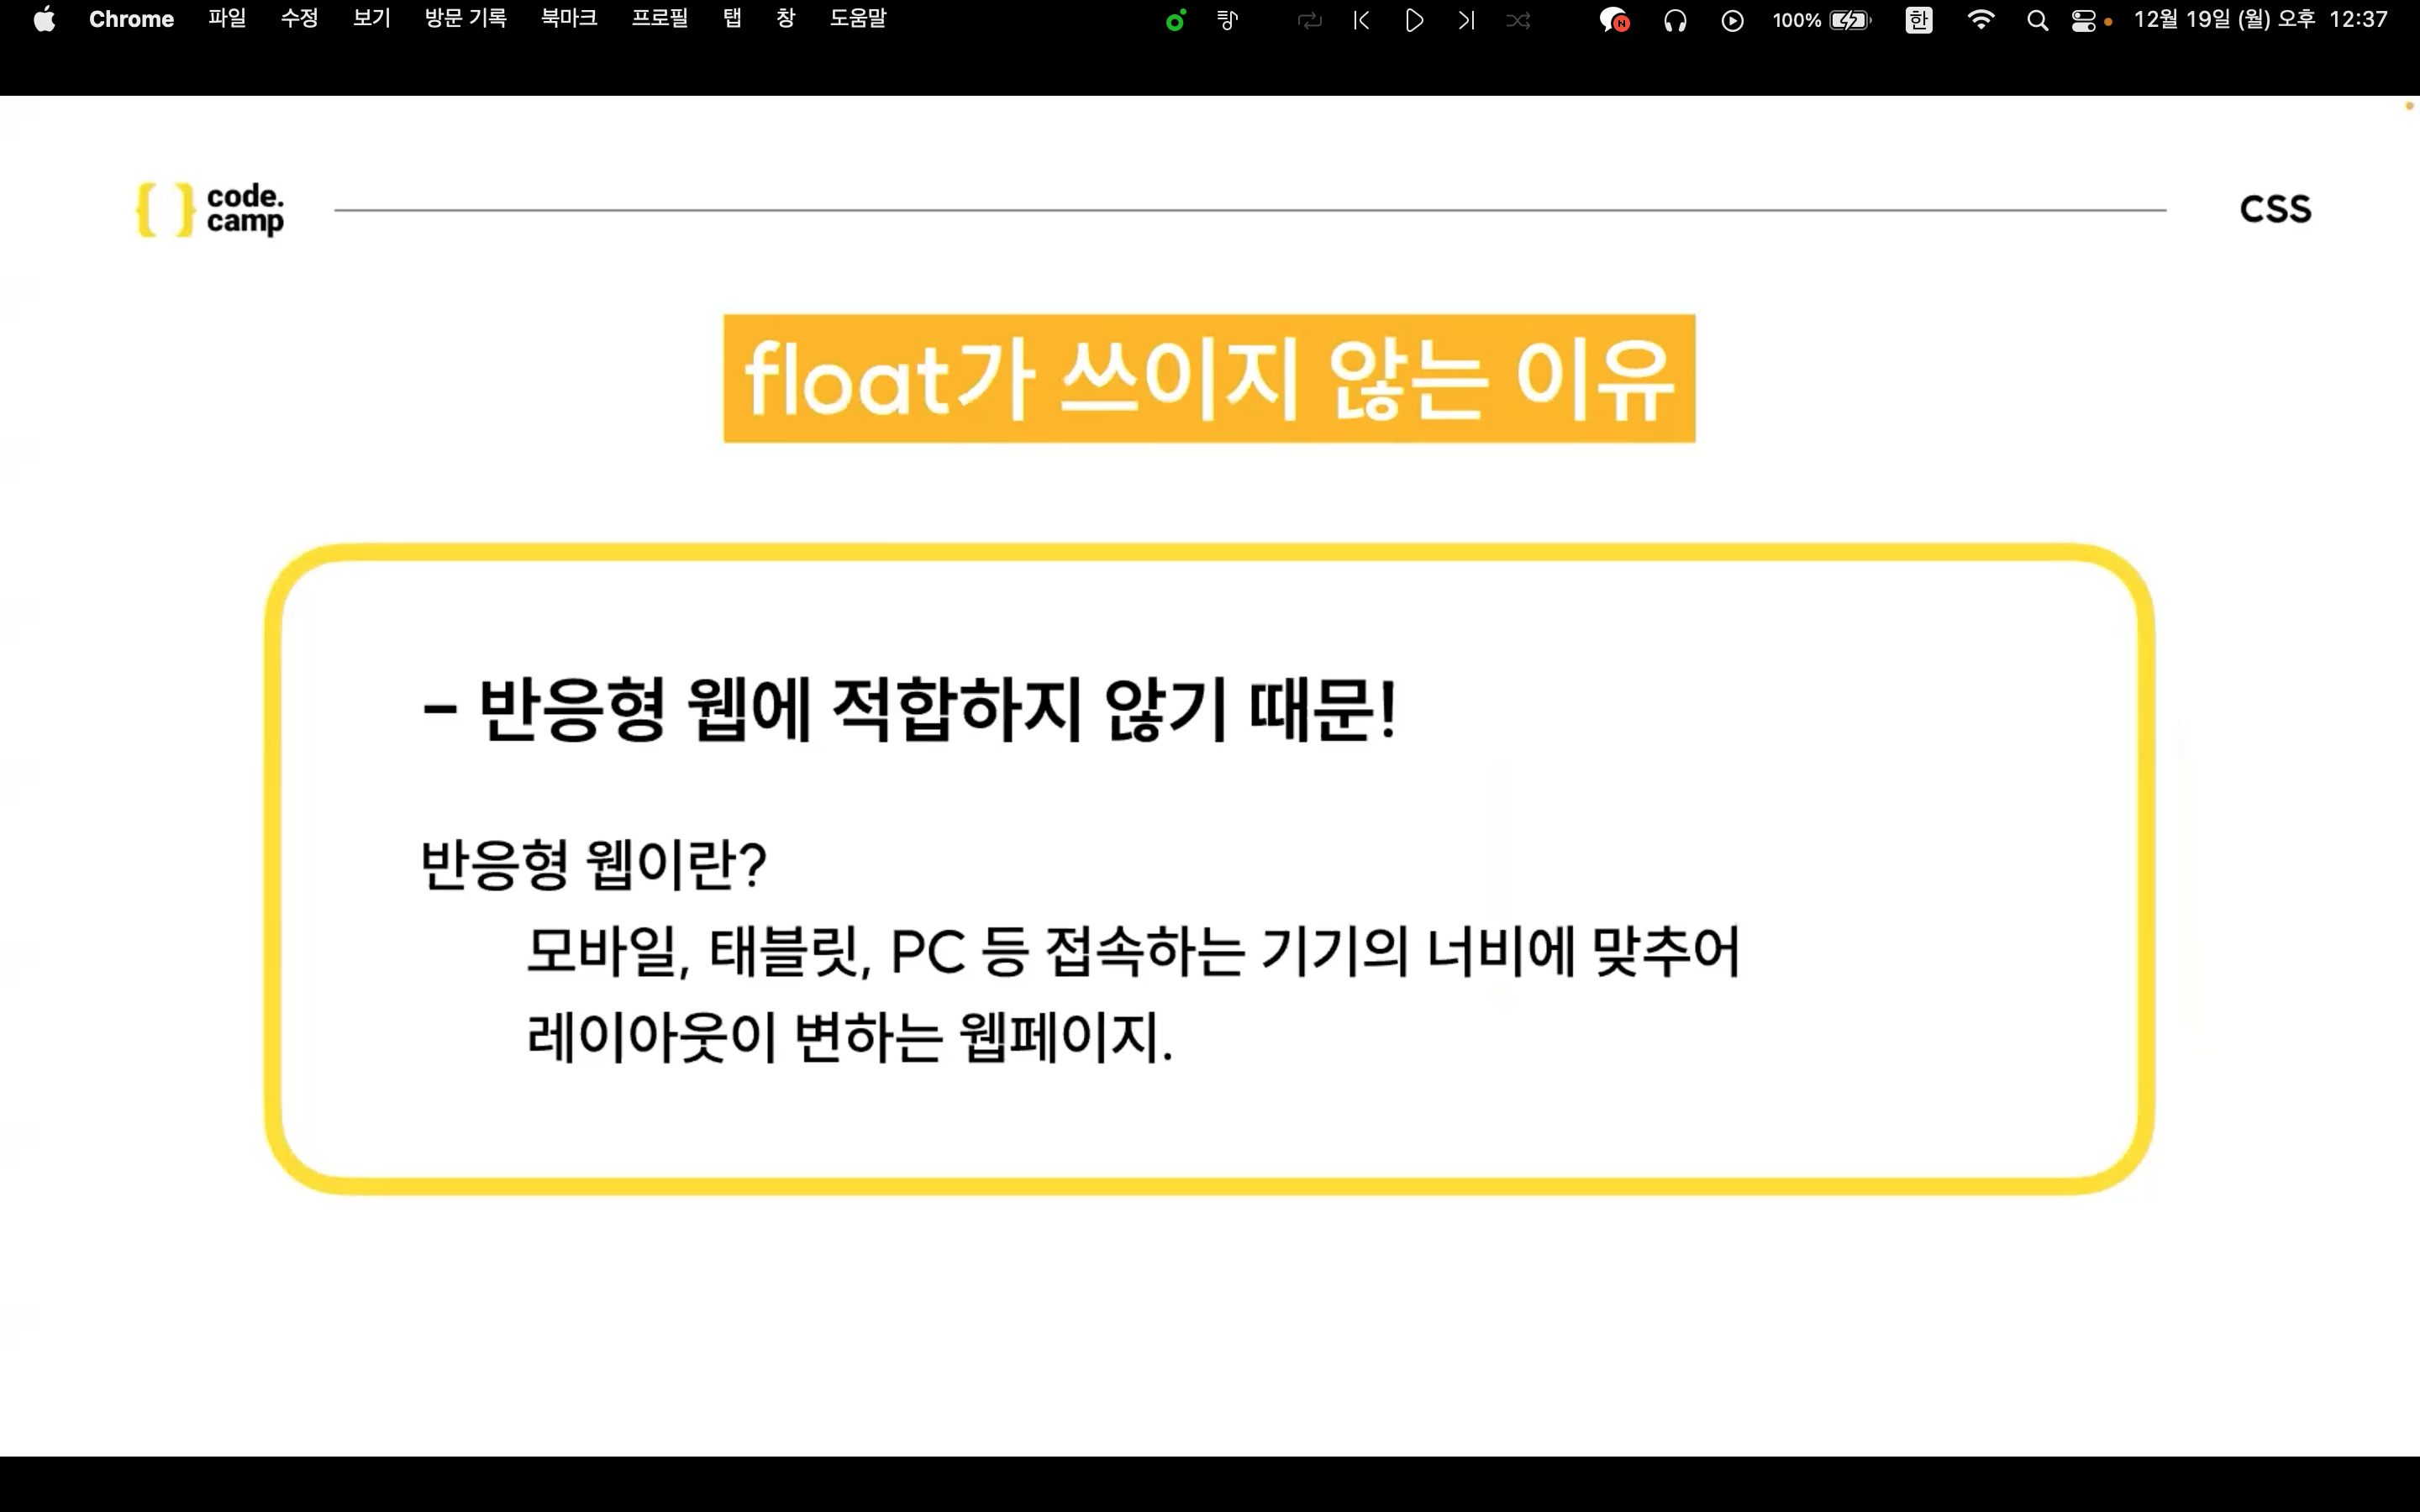 Chrome 파일 수정 보기 방문 기록 북마크 프로필 탭 창 도움말 N 100% 한 12월 19일 (월) 오후 12:37
{ } code.
camp
CSS
float가 쓰이지 않는 이유
– 반응형 웹에 적합하지 않기 때문!
반응형 웹이란?
모바일, 태블릿, PC 등 접속하는 기기의 너비에 맞추어
레이아웃이 변하는 웹페이지.